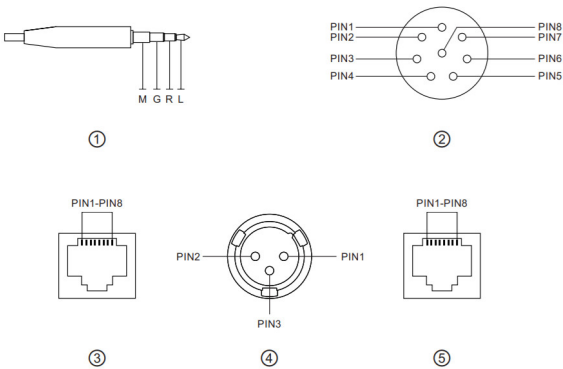 M G R L
①
PIN1
PIN2
PIN3
PIN4
PIN8
PIN7
PIN6
PIN5
②
PIN1-PIN8
③
PIN2
PIN1
PIN3
④
PIN1-PIN8
⑤